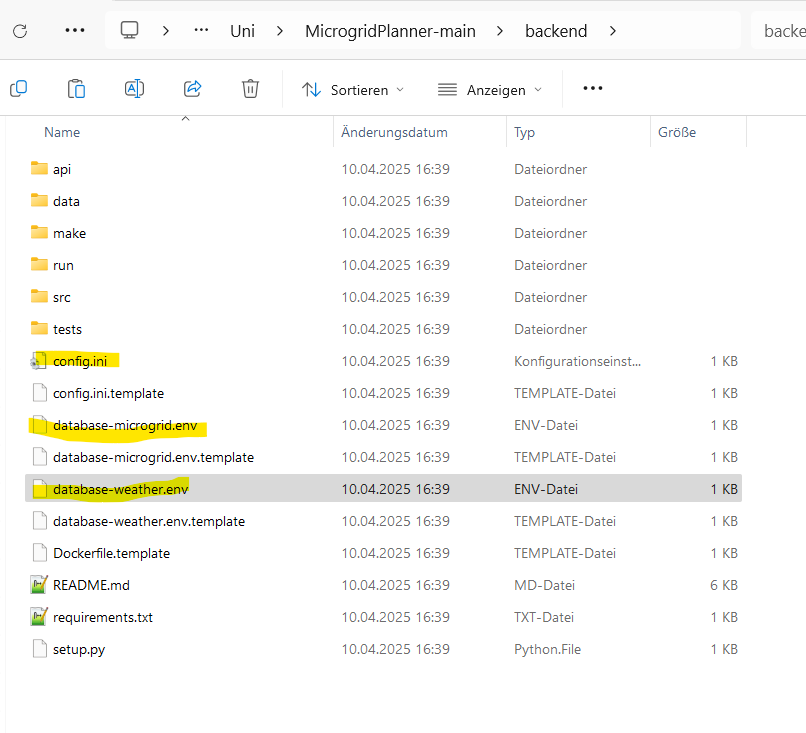 Uni MicrogridPlanner-main backend backe
Sortieren Anzeigen
Name Änderungsdatum Typ Größe
api 10.04.2025 16:39 Dateiordner
data 10.04.2025 16:39 Dateiordner
make 10.04.2025 16:39 Dateiordner
run 10.04.2025 16:39 Dateiordner
src 10.04.2025 16:39 Dateiordner
tests 10.04.2025 16:39 Dateiordner
config.ini 10.04.2025 16:39 Konfigurationseinst... 1 KB
config.ini.template 10.04.2025 16:39 TEMPLATE-Datei 1 KB
database-microgrid.env 10.04.2025 16:39 ENV-Datei 1 KB
database-microgrid.env.template 10.04.2025 16:39 TEMPLATE-Datei 1 KB
database-weather.env 10.04.2025 16:39 ENV-Datei 1 KB
database-weather.env.template 10.04.2025 16:39 TEMPLATE-Datei 1 KB
Dockerfile.template 10.04.2025 16:39 TEMPLATE-Datei 1 KB
README.md 10.04.2025 16:39 MD-Datei 6 KB
requirements.txt 10.04.2025 16:39 TXT-Datei 1 KB
setup.py 10.04.2025 16:39 Python.File 1 KB